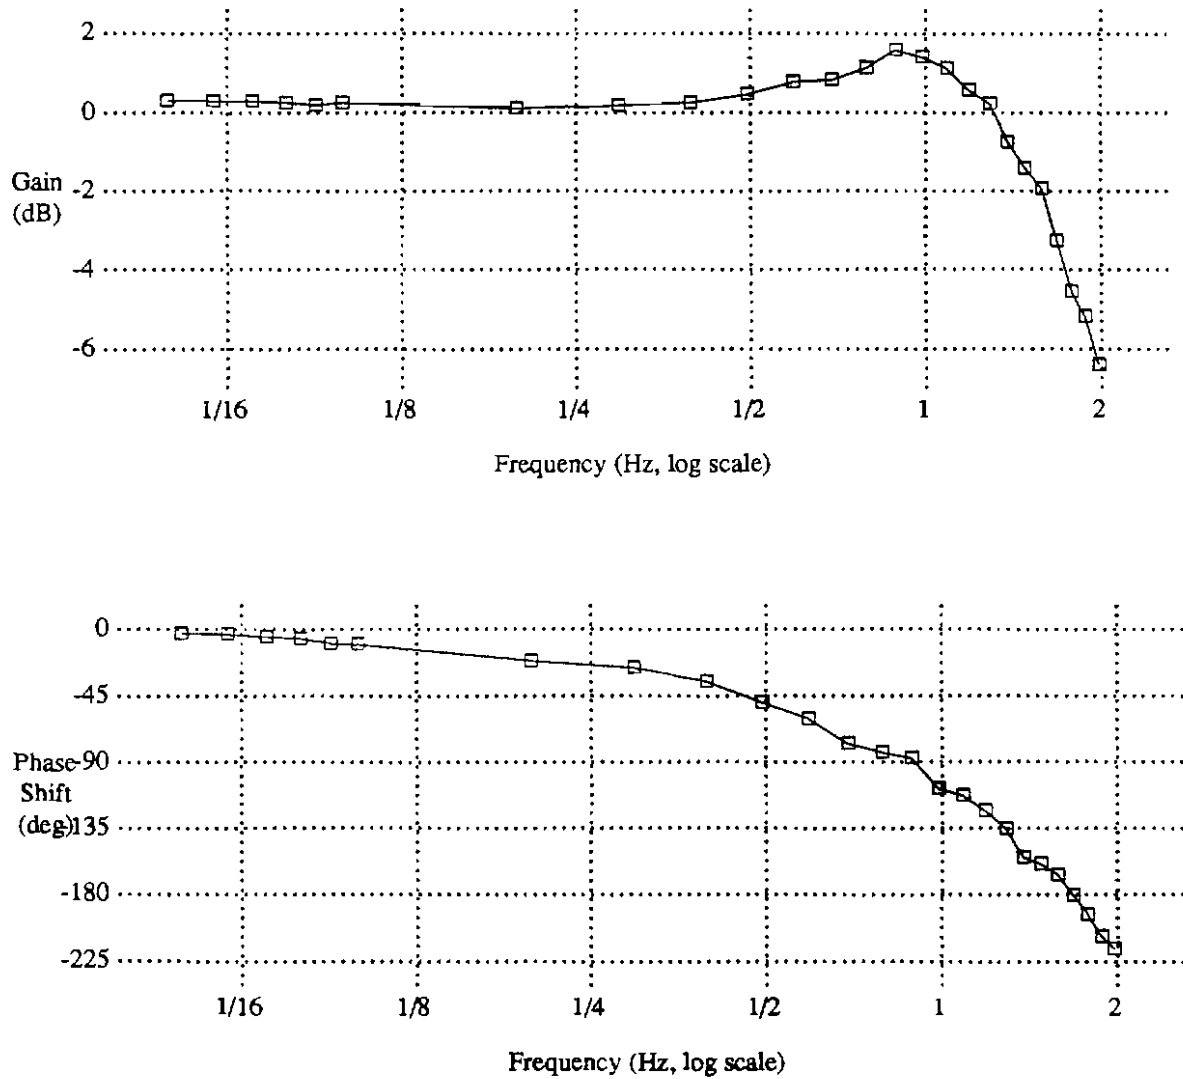 2
0
Gain -2
(dB)
-4
-6
1/16 1/8 1/4 1/2 1 2
Frequency (Hz, log scale)
0
-45
Phase -90
Shift
(deg) -135
-180
-225
1/16 1/8 1/4 1/2 1 2
Frequency (Hz, log scale)